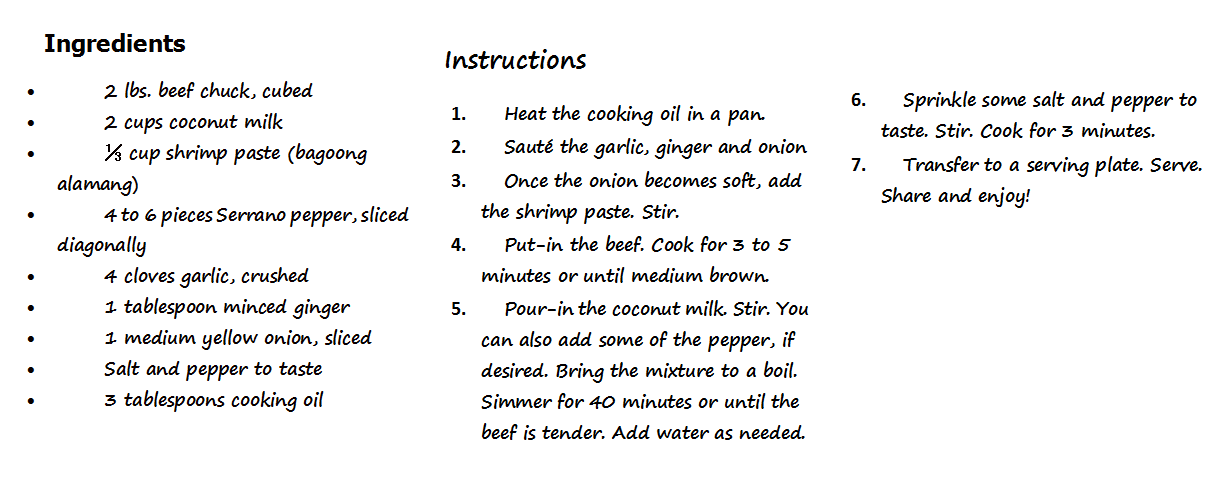 Ingredients
• 2 lbs. beef chuck, cubed
• 2 cups coconut milk
• ⅓ cup shrimp paste (bagoong
alamang)
• 4 to 6 pieces Serrano pepper, sliced
diagonally
• 4 cloves garlic, crushed
• 1 tablespoon minced ginger
• 1 medium yellow onion, sliced
• Salt and pepper to taste
• 3 tablespoons cooking oil
Instructions
1. Heat the cooking oil in a pan.
2. Sauté the garlic, ginger and onion
3. Once the onion becomes soft, add
the shrimp paste. Stir.
4. Put-in the beef. Cook for 3 to 5
minutes or until medium brown.
5. Pour-in the coconut milk. Stir. You
can also add some of the pepper, if
desired. Bring the mixture to a boil.
Simmer for 40 minutes or until the
beef is tender. Add water as needed.
6. Sprinkle some salt and pepper to
taste. Stir. Cook for 3 minutes.
7. Transfer to a serving plate. Serve.
Share and enjoy!